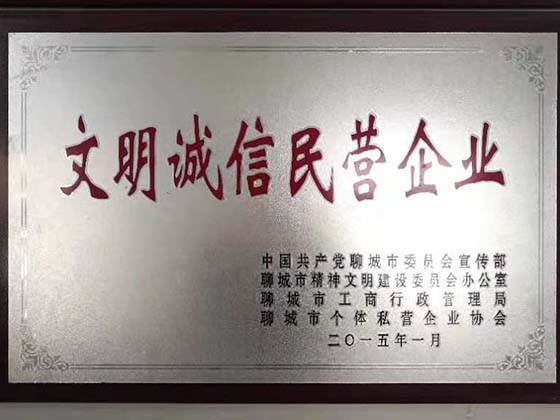 文明诚信民营企业
中国共产党聊城市委员会宣传部
聊城市精神文明建设委员会办公室
聊城市工商行政管理局
聊城市个体私营企业协会
二〇一五年一月